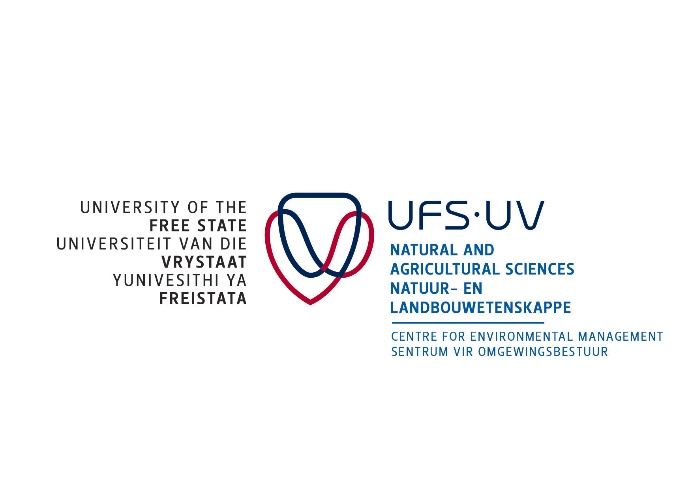 UNIVERSITY OF THE
FREE STATE
UNIVERSITEIT VAN DIE
VRYSTAAT
YUNIVESITHI YA
FREISTATA
UFS·UV
NATURAL AND
AGRICULTURAL SCIENCES
NATUUR- EN
LANDBOUWETENSKAPPE
CENTRE FOR ENVIRONMENTAL MANAGEMENT
SENTRUM VIR OMGEWINGSBESTUUR